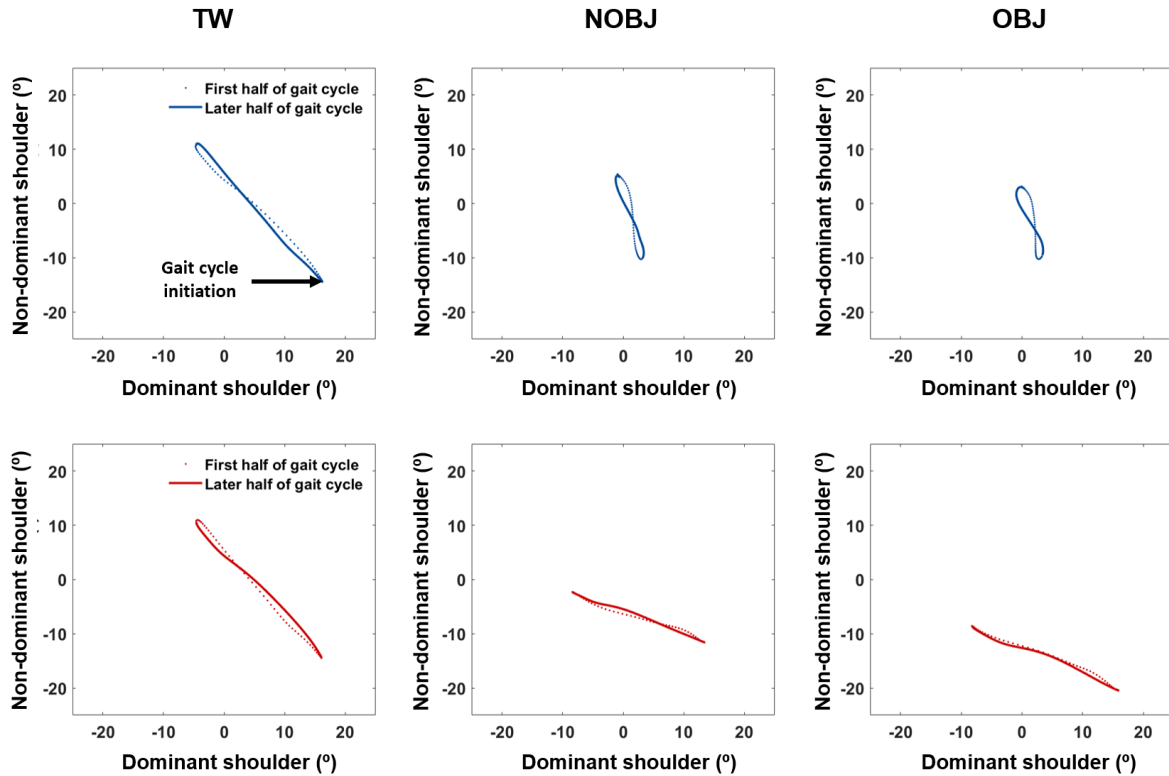 TW
NOBJ
OBJ
Non-dominant shoulder (º)
20
10
0
-10
-20
First half of gait cycle
Later half of gait cycle
Gait cycle
initiation
-20 -10 0 10 20
Dominant shoulder (º)
Non-dominant shoulder (º)
20
10
0
-10
-20
-20 -10 0 10 20
Dominant shoulder (º)
Non-dominant shoulder (º)
20
10
0
-10
-20
-20 -10 0 10 20
Dominant shoulder (º)
Non-dominant shoulder (º)
20
10
0
-10
-20
First half of gait cycle
Later half of gait cycle
-20 -10 0 10 20
Dominant shoulder (º)
Non-dominant shoulder (º)
20
10
0
-10
-20
-20 -10 0 10 20
Dominant shoulder (º)
Non-dominant shoulder (º)
20
10
0
-10
-20
-20 -10 0 10 20
Dominant shoulder (º)